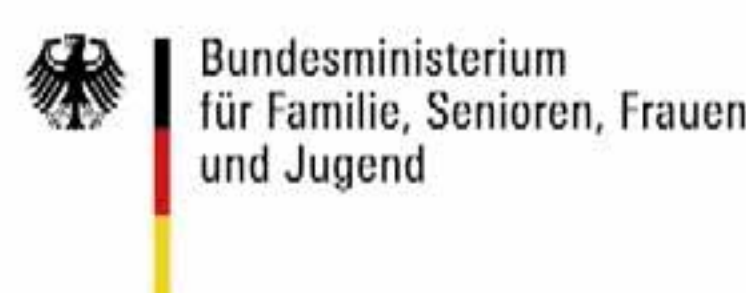 Bundesministerium
für Familie, Senioren, Frauen
und Jugend